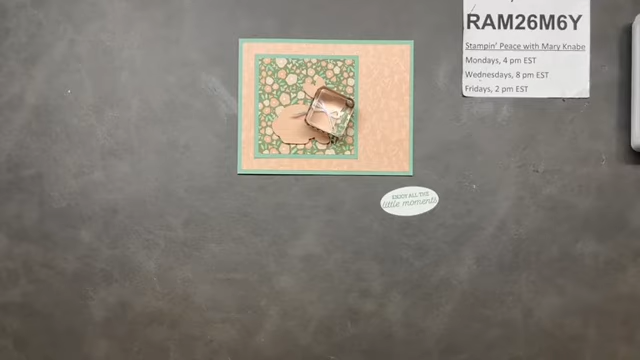 RAM26M6Y
Stampin' Peace with Mary Knabe
Mondays, 4 pm EST
Wednesdays, 8 pm EST
Fridays, 2 pm EST
ENJOY ALL THE
little moments